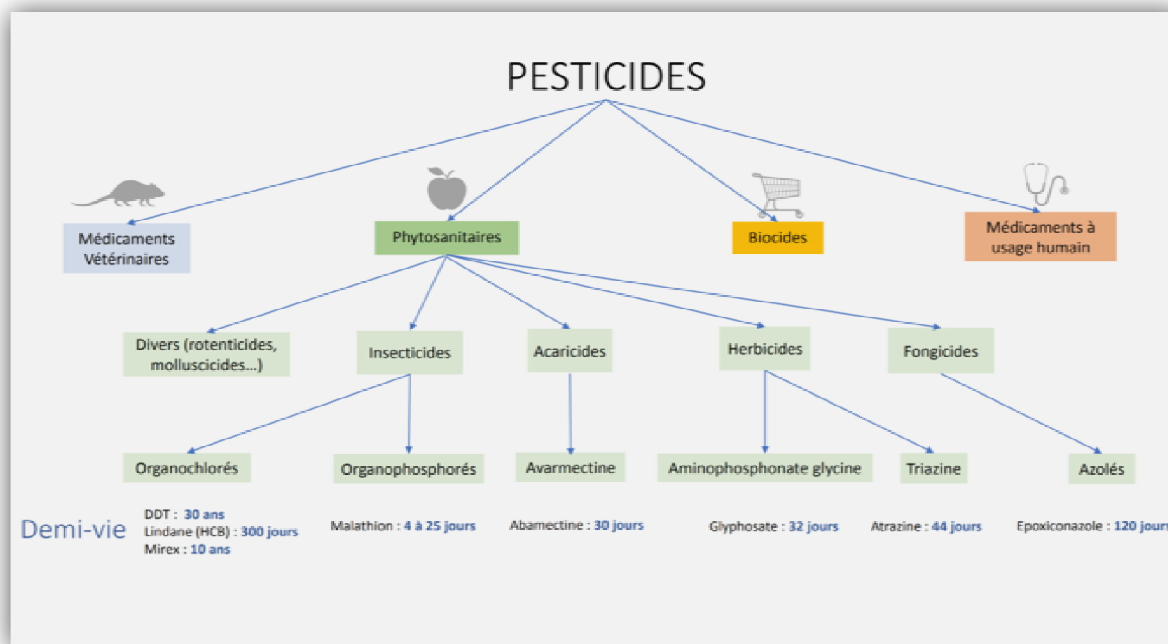 PESTICIDES
Médicaments
Vétérinaires
Phytosanitaires
Biocides
Médicaments à
usage humain
Divers (rotenticides,
molluscicides...)
Insecticides
Acaricides
Herbicides
Fongicides
Organochlorés
Organophosphorés
Avarmectine
Aminophosphonate glycine
Triazine
Azolés
Demi-vie
DDT : 30 ans
Lindane (HCB) : 300 jours
Mirex : 10 ans
Malathion : 4 à 25 jours
Abamectine : 30 jours
Glyphosate : 32 jours
Atrazine : 44 jours
Epoxiconazole : 120 jours